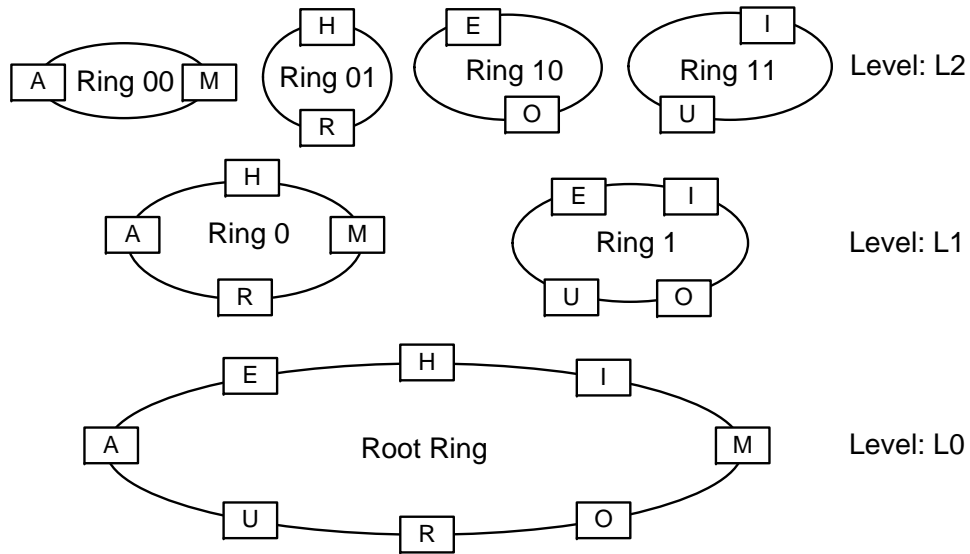 H E I
A Ring 00 M Ring 01 Ring 10 Ring 11 Level: L2
R O U
H E I
A Ring 0 M Ring 1 Level: L1
R U O
E H I
A Root Ring M Level: L0
U R O